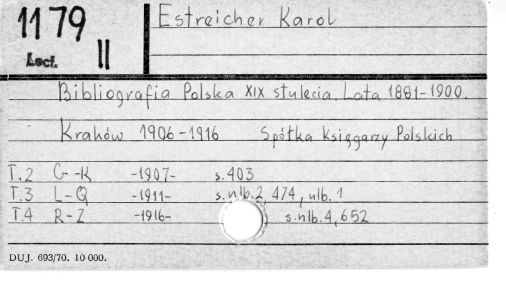 1179
Lect. II
Estreicher Karol
Bibliografia Polska XIX stulecia. Lata 1881-1900.
Kraków 1906-1916 Spółka Księgarzy Polskich
T.2 G-K -1907- s. 403
T.3 L-Q -1911- s. nlb. 2, 474, nlb. 1
T.4 R-Z -1916- s. nlb. 4, 652
DUJ. 693/70. 10 000.